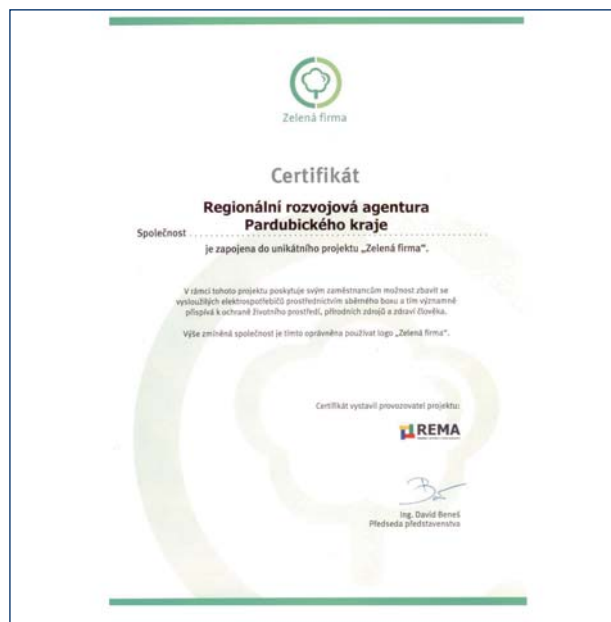 Zelená firma
Certifikát
Regionální rozvojová agentura
Pardubického kraje
Společnost
je zapojena do unikátního projektu „Zelená firma“.
V rámci tohoto projektu poskytuje svým zaměstnancům možnost zbavit se
vysloužilých elektrospotřebičů prostřednictvím sběrného boxu a tím významně
přispívá k ochraně životního prostředí, přírodních zdrojů a zdraví člověka.
Výše zmíněná společnost je tímto oprávněna používat logo „Zelená firma“.
Certifikát vystavil provozovatel projektu:
REMA
Ing. David Beneš
Předseda představenstva